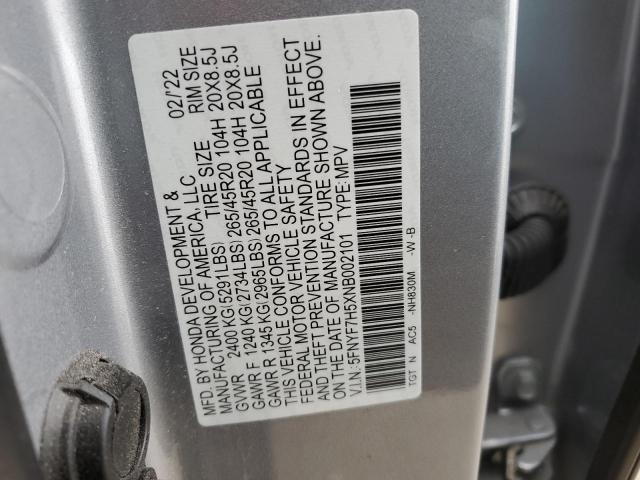 MFD. BY HONDA DEVELOPMENT & 02/'22
MANUFACTURING OF AMERICA, LLC
TIRE SIZE RIM SIZE
GVWR 2400 KG(5291LBS)
GAWR F 1240 KG(2734LBS) 265/45R20 104H 20X8.5J
GAWR R 1345 KG(2965LBS) 265/45R20 104H 20X8.5J
THIS VEHICLE CONFORMS TO ALL APPLICABLE
FEDERAL MOTOR VEHICLE SAFETY
AND THEFT PREVENTION STANDARDS IN EFFECT
ON THE DATE OF MANUFACTURE SHOWN ABOVE.
V.I.N.:5FNYF7H5XNB002101 TYPE:MPV
TGT N AC5 -NH830M -W -B